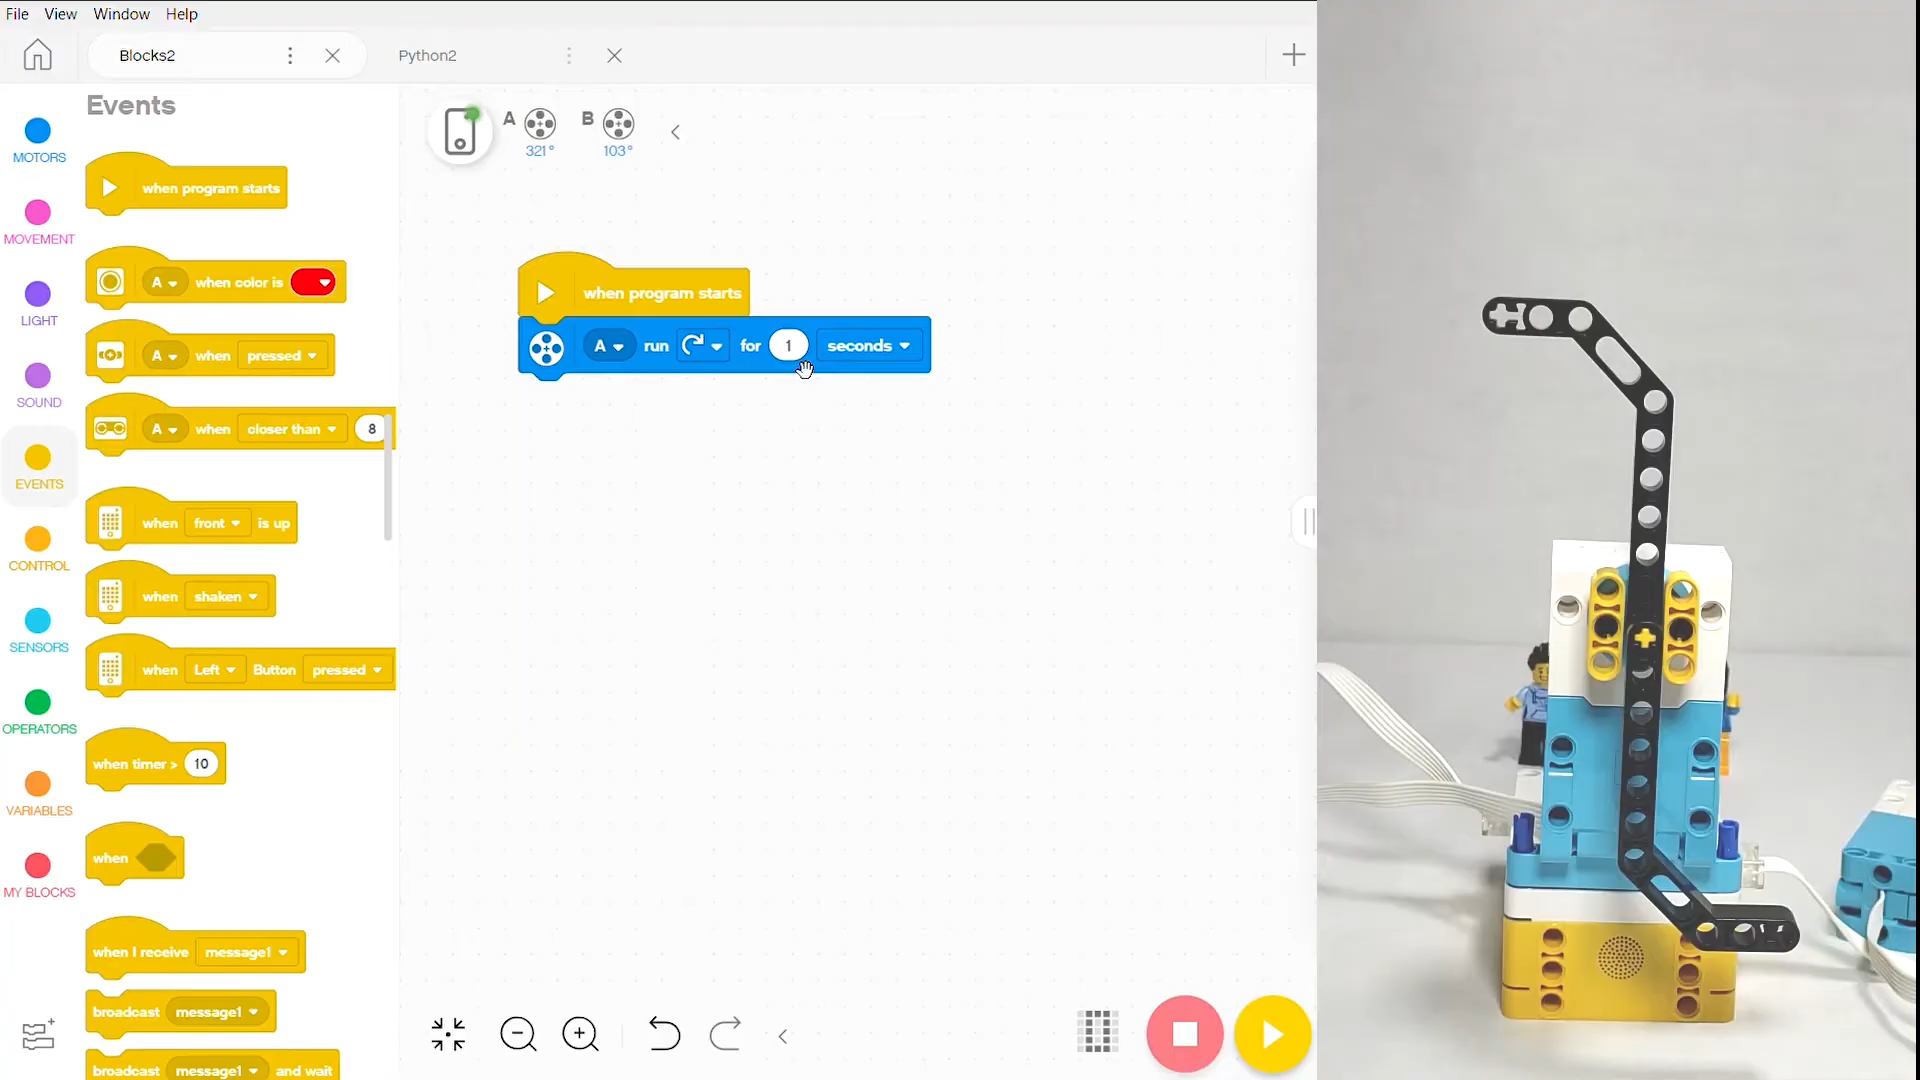 File View Window Help
Blocks2
Python2
Events
MOTORS
MOVEMENT
LIGHT
SOUND
EVENTS
CONTROL
SENSORS
OPERATORS
VARIABLES
MY BLOCKS
when program starts
A when color is
A when pressed
A when closer than 8
when front is up
when shaken
when Left Button pressed
when timer > 10
when
when I receive message1
broadcast message1
broadcast message1 and wait
A 321°
B 103°
when program starts
A run for 1 seconds